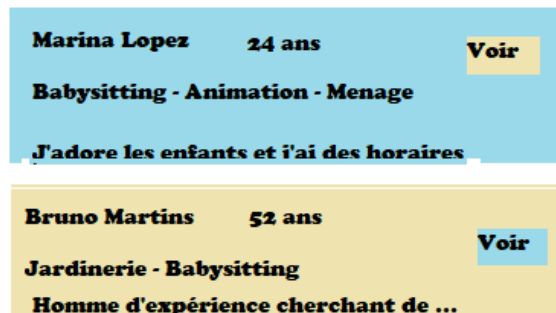 Marina Lopez 24 ans Voir
Babysitting - Animation - Menage
J'adore les enfants et j'ai des horaires
Bruno Martins 52 ans Voir
Jardinerie - Babysitting
Homme d'expérience cherchant de ...